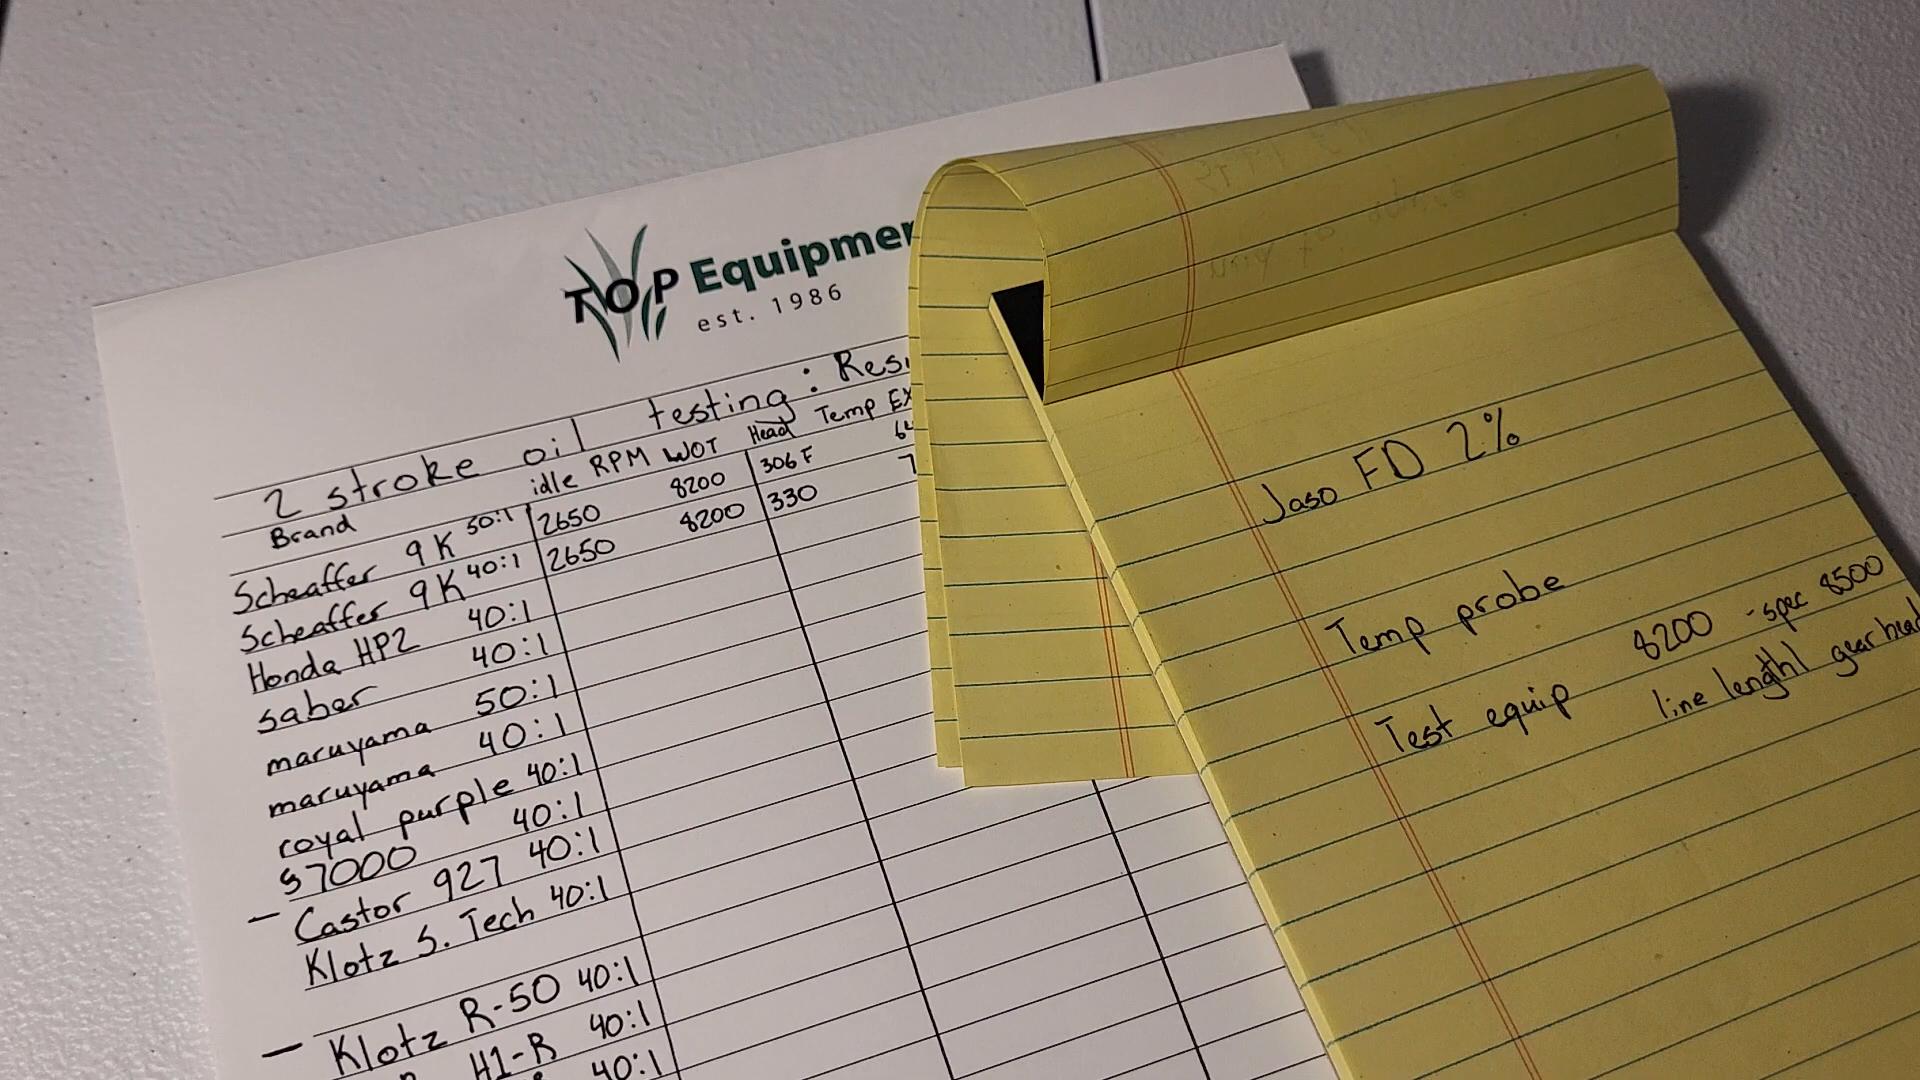 TOP Equipmen
est. 1986
2 stroke oil testing: Res
Brand idle RPM WOT Head Temp EX
Scheaffer 9K 50:1 2650 8200 306 F 6
Scheaffer 9K 40:1 2650 8200 330 7
Honda HP2 40:1
saber 40:1
maruyama 50:1
maruyama 40:1
royal purple 40:1
S7000 40:1
- Castor 927 40:1
Klotz S. Tech 40:1
- Klotz R-50 40:1
H1-R 40:1
40:1
Jaso FD 2%
Temp probe
Test equip 8200 -spec 8500
line length gear head